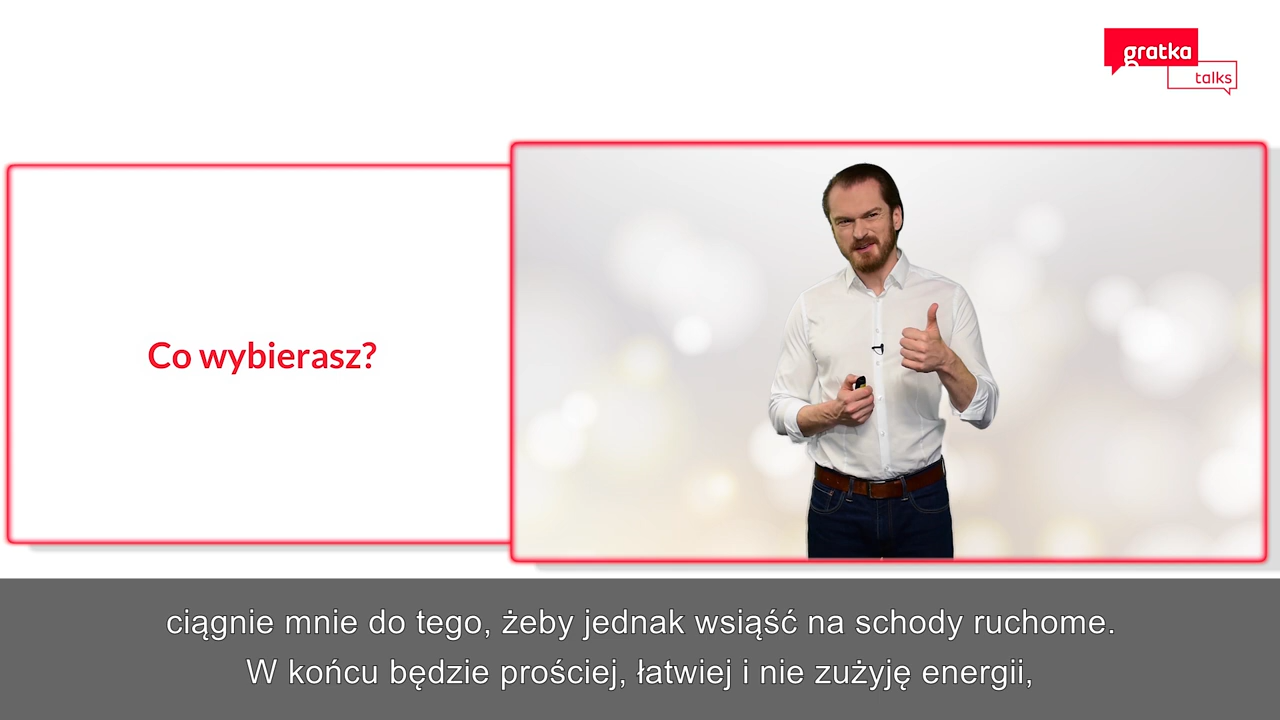 gratka
talks
Co wybierasz?
ciągnie mnie do tego, żeby jednak wsiąść na schody ruchome.
W końcu będzie prościej, łatwiej i nie zużyję energii,